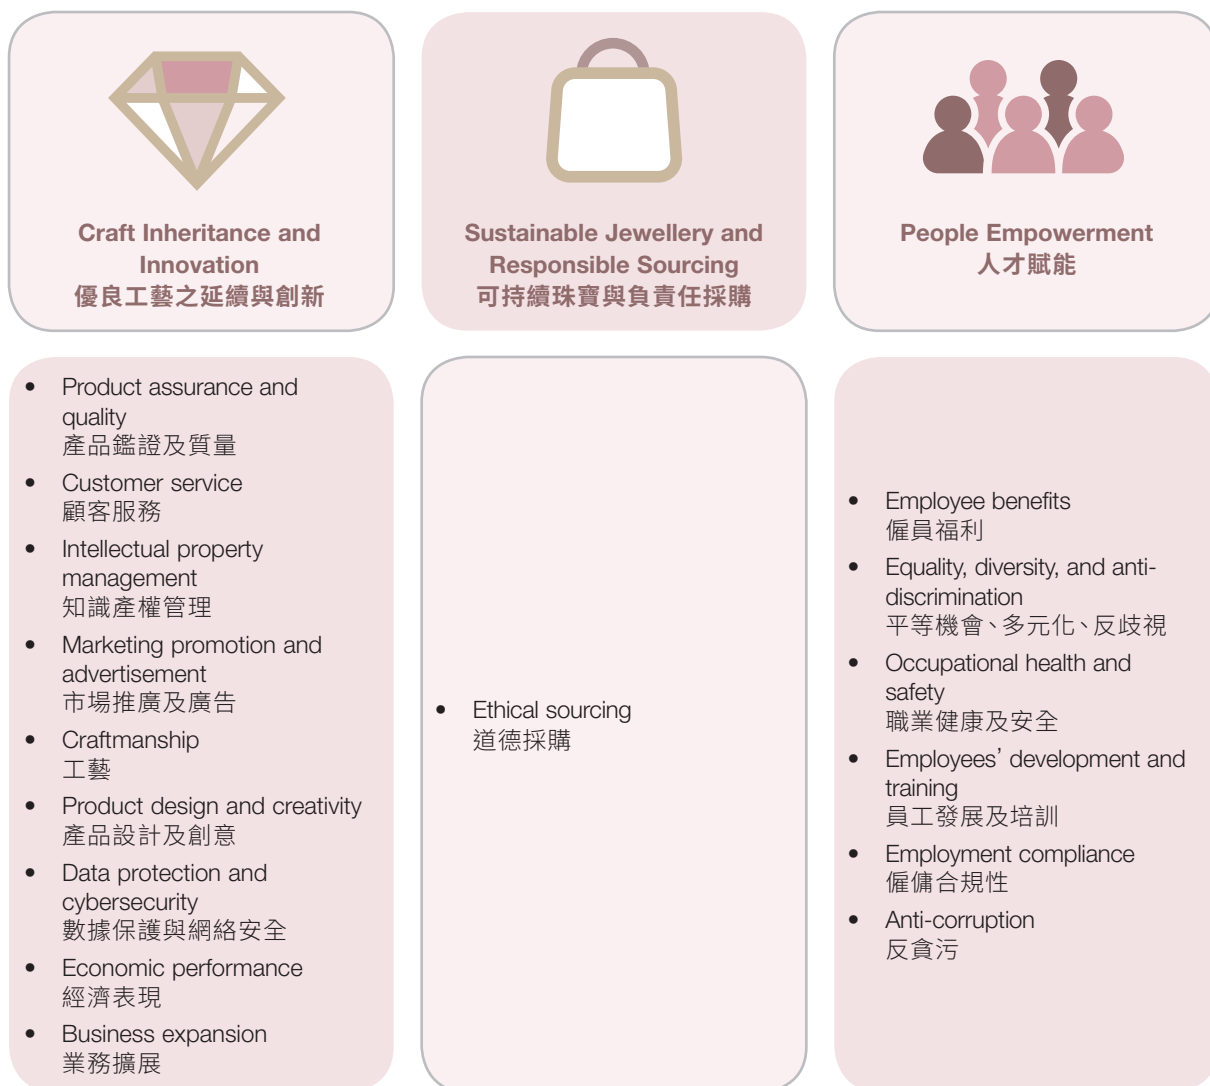 Craft Inheritance and
Innovation
優良工藝之延續與創新
Sustainable Jewellery and
Responsible Sourcing
可持續珠寶與負責任採購
People Empowerment
人才賦能
• Product assurance and
quality
產品鑑證及質量
• Customer service
顧客服務
• Intellectual property
management
知識產權管理
• Marketing promotion and
advertisement
市場推廣及廣告
• Craftmanship
工藝
• Product design and creativity
產品設計及創意
• Data protection and
cybersecurity
數據保護與網絡安全
• Economic performance
經濟表現
• Business expansion
業務擴展
• Ethical sourcing
道德採購
• Employee benefits
僱員福利
• Equality, diversity, and anti-
discrimination
平等機會、多元化、反歧視
• Occupational health and
safety
職業健康及安全
• Employees’ development and
training
員工發展及培訓
• Employment compliance
僱傭合規性
• Anti-corruption
反貪污